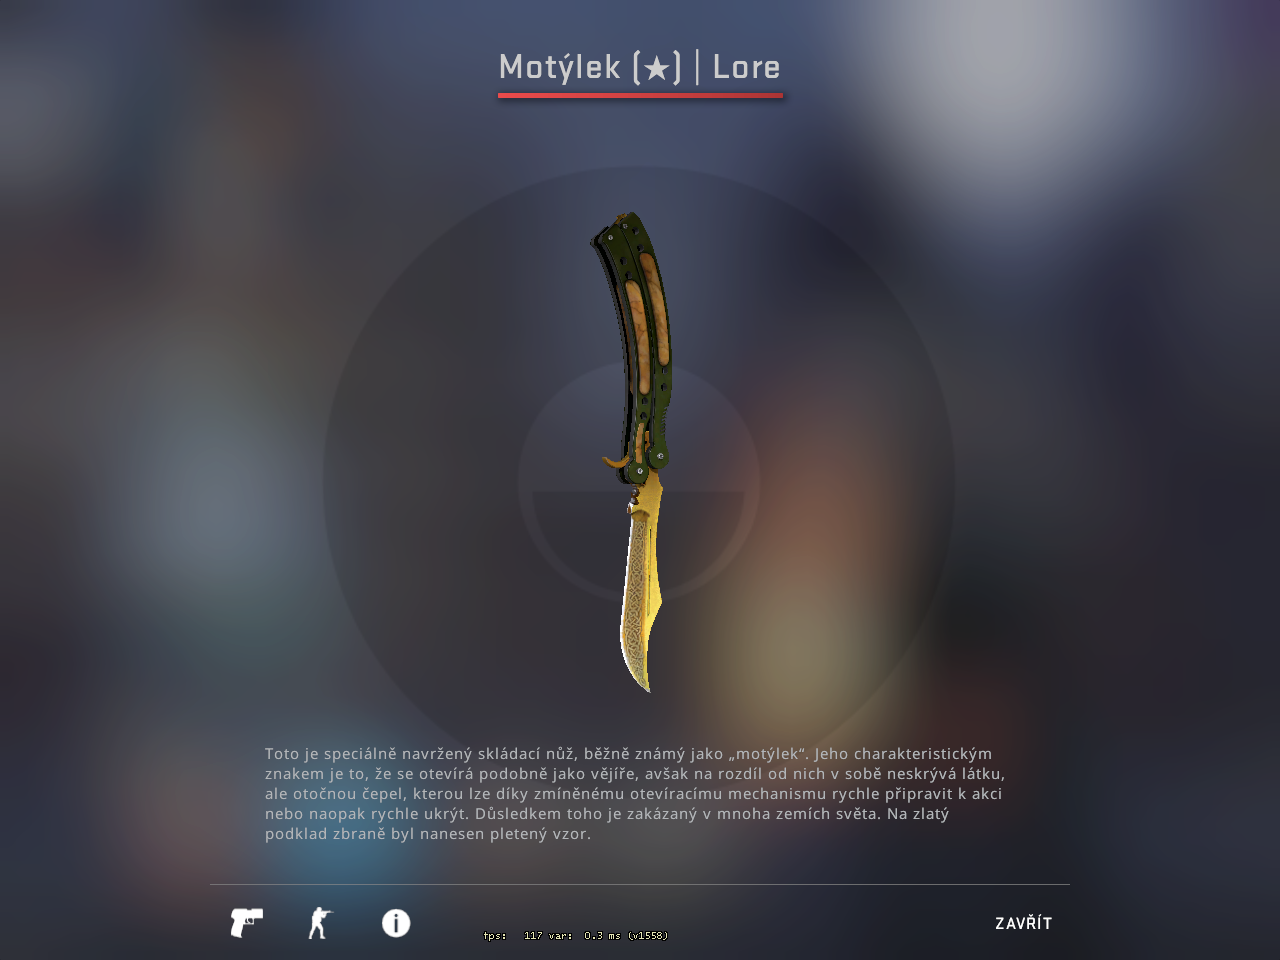 Motýlek (★) | Lore
Toto je speciálně navržený skládací nůž, běžně známý jako „motýlek“. Jeho charakteristickým
znakem je to, že se otevírá podobně jako vějíře, avšak na rozdíl od nich v sobě neskrývá látku,
ale otočnou čepel, kterou lze díky zmíněnému otevíracímu mechanismu rychle připravit k akci
nebo naopak rychle ukrýt. Důsledkem toho je zakázaný v mnoha zemích světa. Na zlatý
podklad zbraně byl nanesen pletený vzor.
fps: 117 var: 0.3 ms (v1558)
ZAVŘÍT